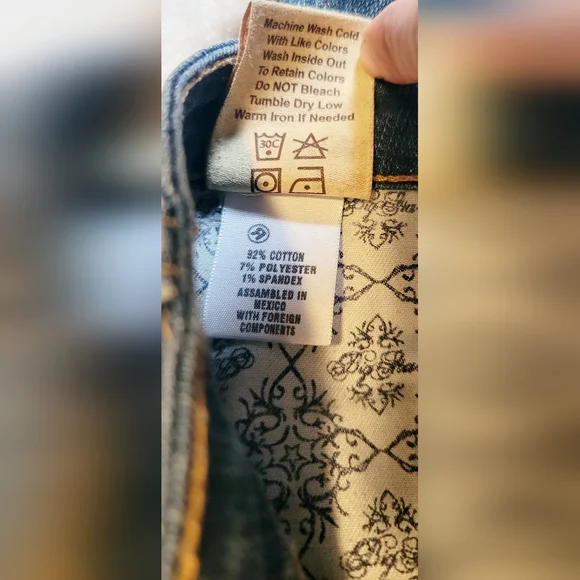 Machine Wash Cold
With Like Colors
Wash Inside Out
To Retain Colors
Do NOT Bleach
Tumble Dry Low
Warm Iron If Needed
30C
92% COTTON
7% POLYESTER
1% SPANDEX
ASSEMBLED IN
MEXICO
WITH FOREIGN
COMPONENTS